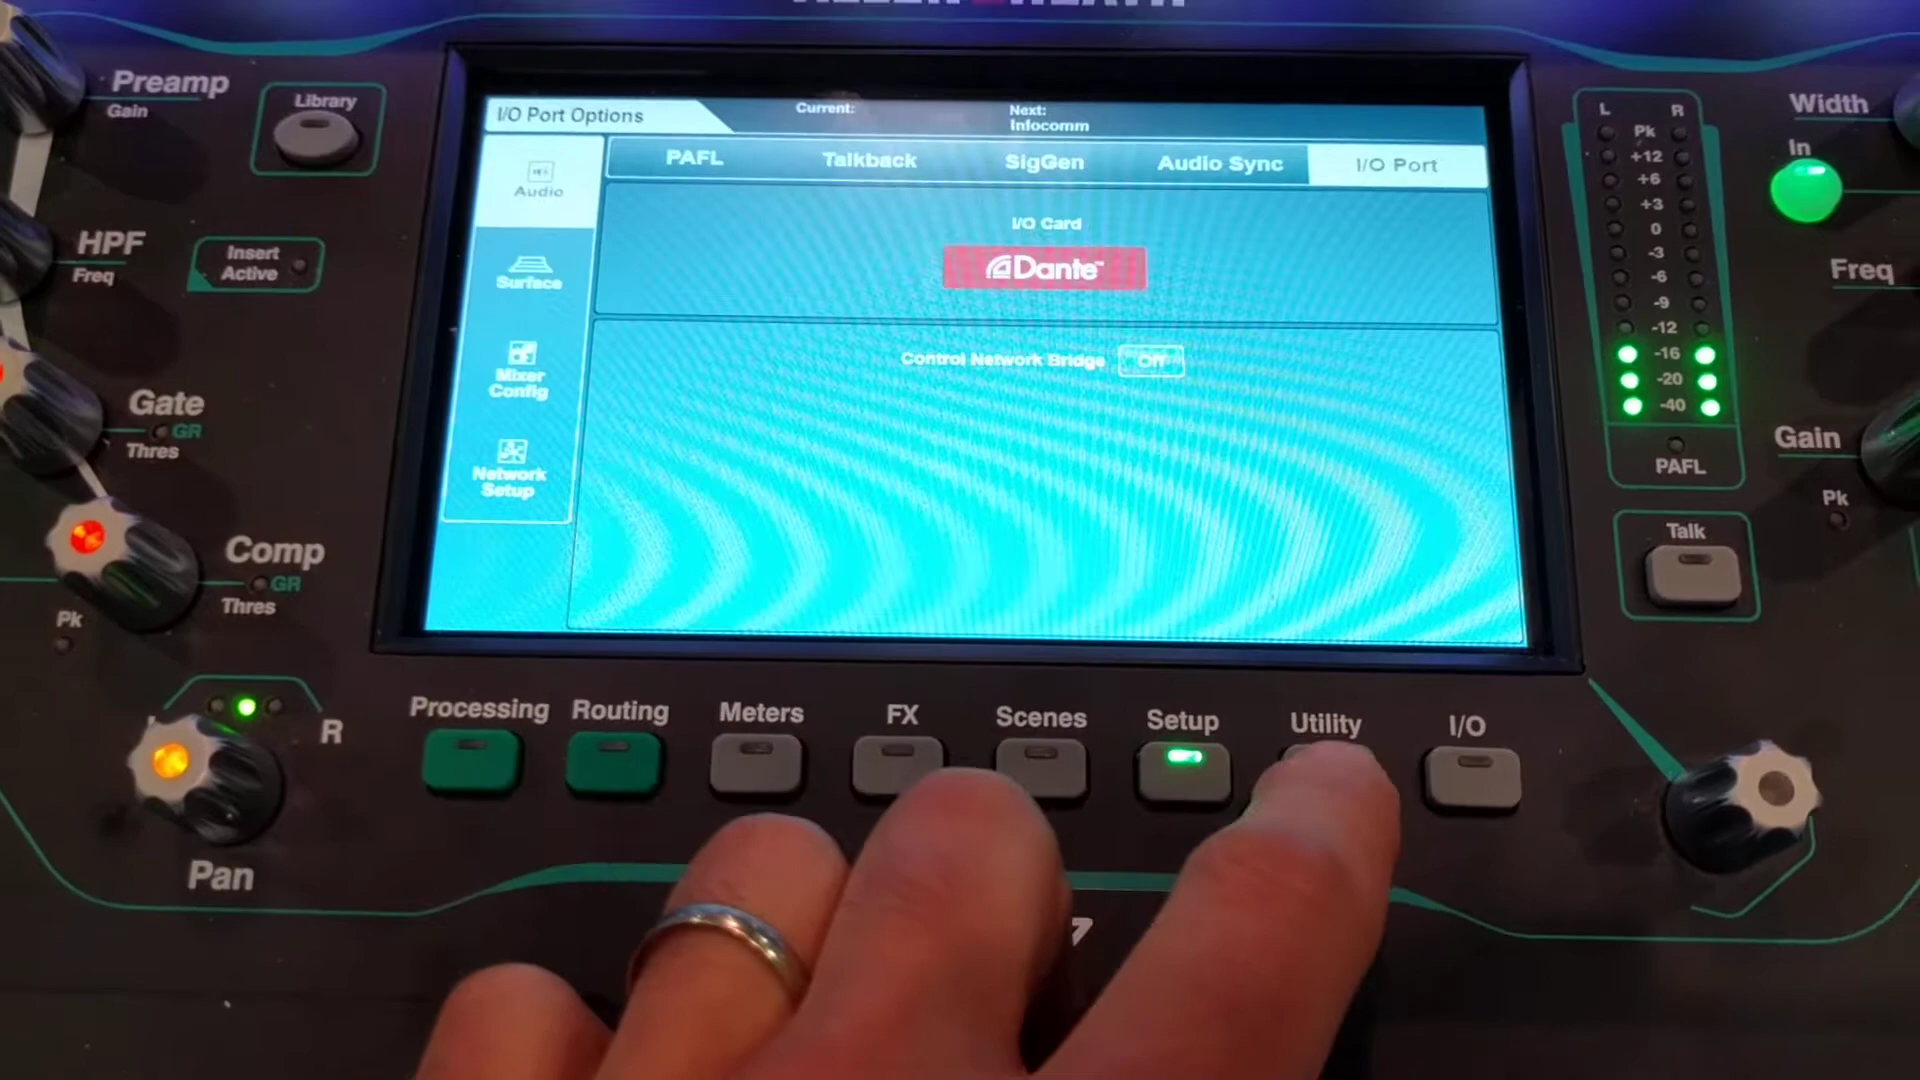 Preamp
Gain
Library
HPF
Freq
Insert
Active
Gate
GR
Thres
Comp
GR
Thres
Pk
R
Pan
I/O Port Options
Current:
Next:
Infocomm
PAFL
Talkback
SigGen
Audio Sync
I/O Port
Audio
Surface
Mixer
Config
Network
Setup
I/O Card
Dante™
Control Network Bridge
Off
Processing
Routing
Meters
FX
Scenes
Setup
Utility
I/O
L
R
Pk
+12
+6
+3
0
-3
-6
-9
-12
-16
-20
-40
PAFL
Talk
Width
In
Freq
Gain
Pk
7